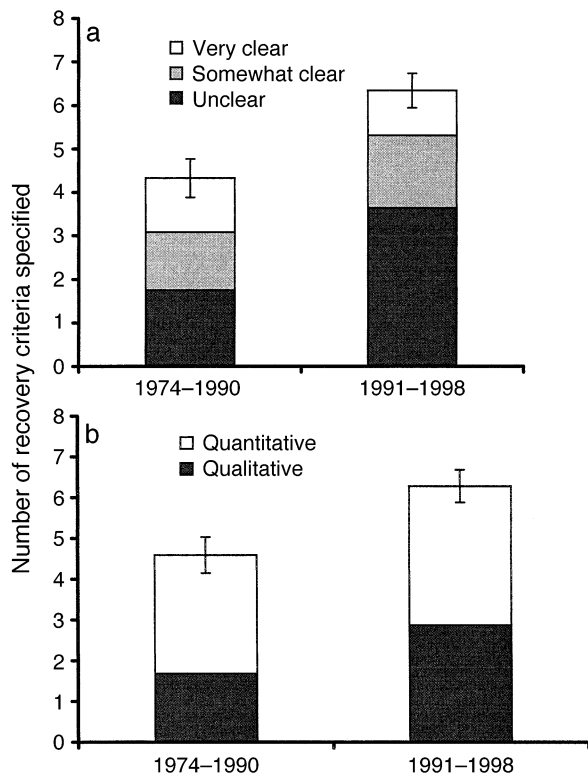 Number of recovery criteria specified
a
8
7
6
5
4
3
2
1
0
Very clear
Somewhat clear
Unclear
1974–1990
1991–1998
b
8
7
6
5
4
3
2
1
0
Quantitative
Qualitative
1974–1990
1991–1998